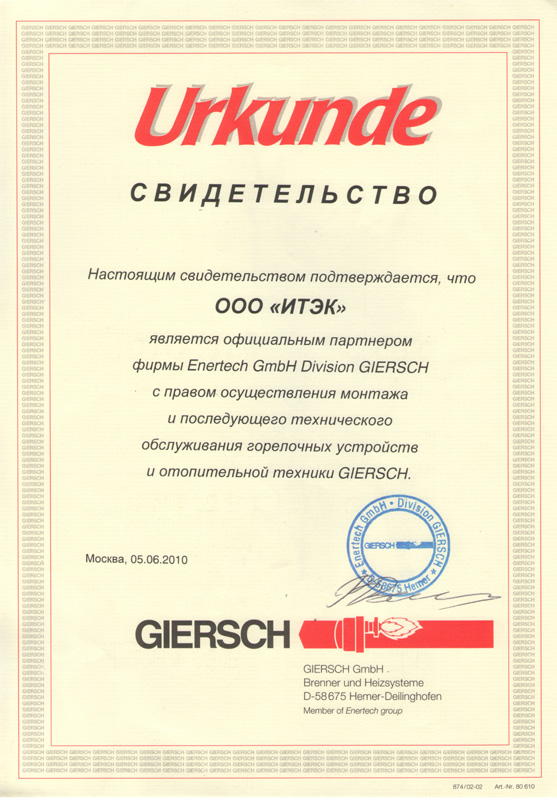 Urkunde
СВИДЕТЕЛЬСТВО
Настоящим свидетельством подтверждается, что
ООО «ИТЭК»
является официальным партнером
фирмы Enertech GmbH Division GIERSCH
с правом осуществления монтажа
и последующего технического
обслуживания горелочных устройств
и отопительной техники GIERSCH.
Enertech GmbH • Division GIERSCH
GIERSCH
58675 Hemer
Москва, 05.06.2010
GIERSCH
GIERSCH GmbH
Brenner und Heizsysteme
D-58675 Hemer-Deilinghofen
Member of Enertech group
874/02-02 Art.-Nr. 80 610